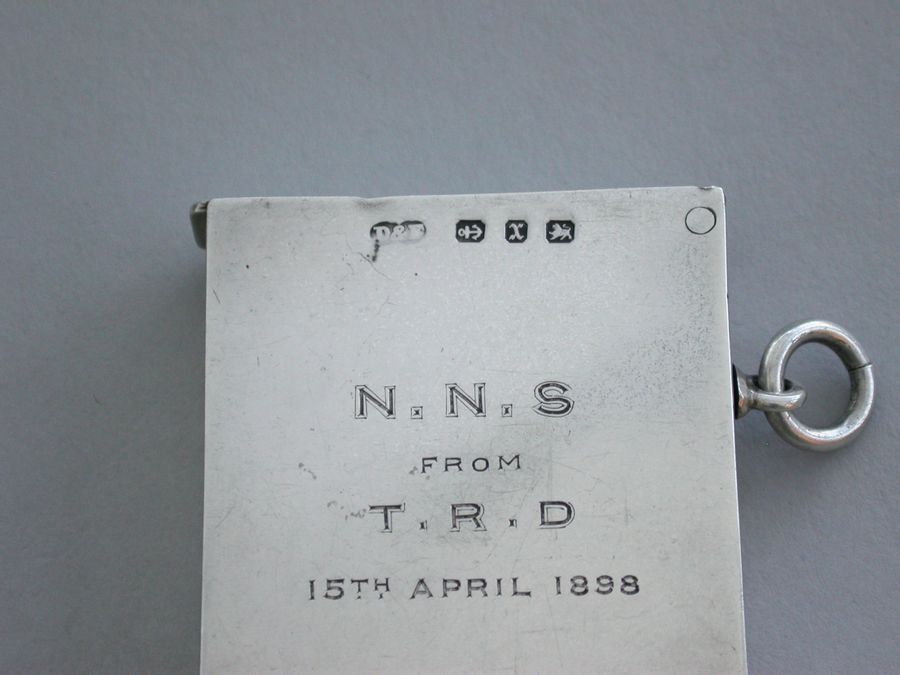 D&F x
N.N.S
FROM
T.R.D
15TH APRIL 1898